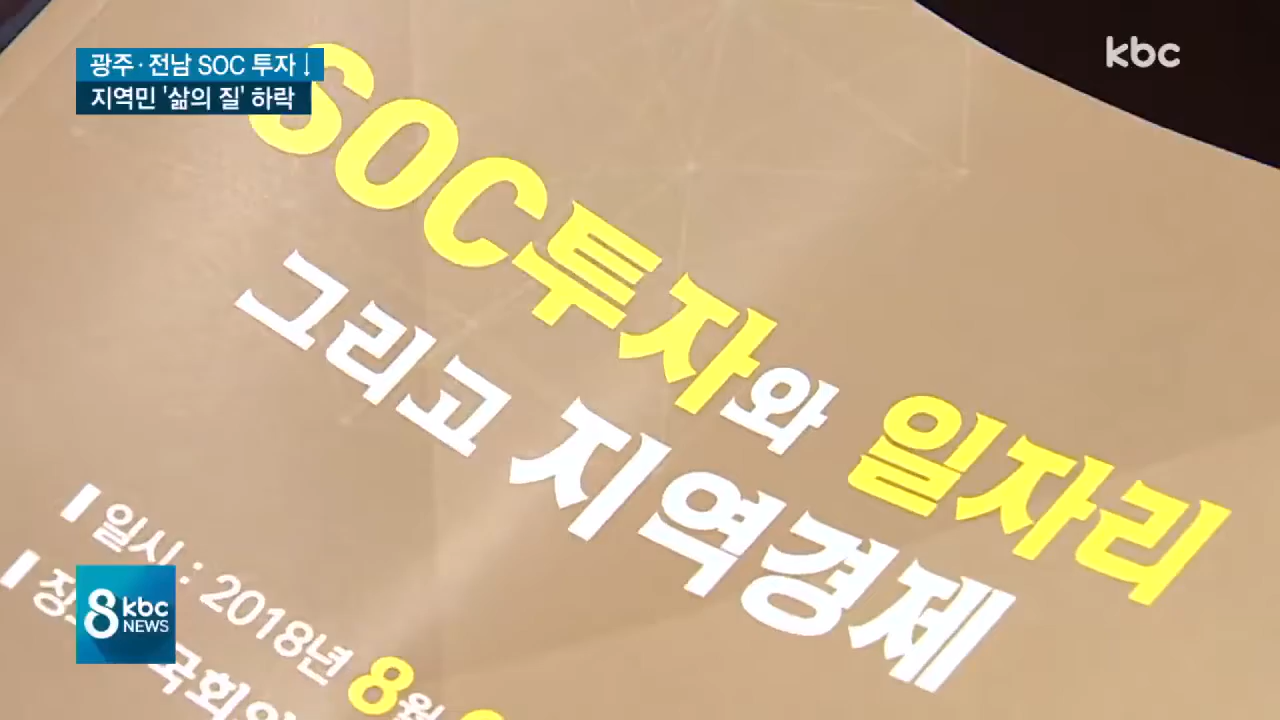 광주·전남 SOC 투자↓
지역민 '삶의 질' 하락
kbc
SOC투자와 일자리
그리고 지역경제
일시 : 2018년 8월
8 kbc
NEWS